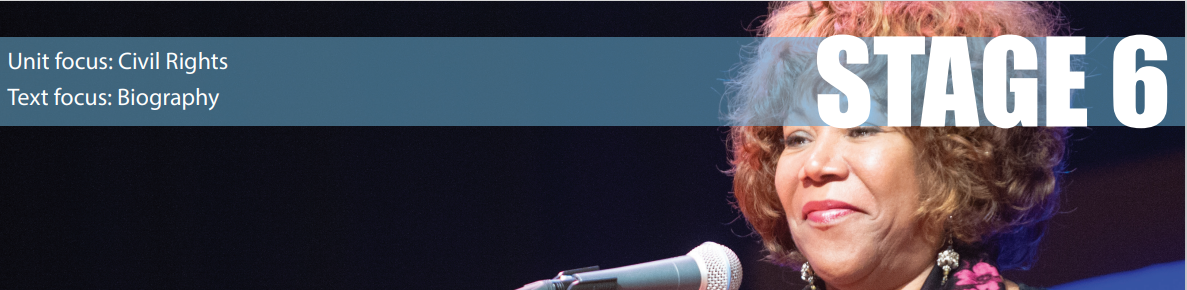 Unit focus: Civil Rights
Text focus: Biography
STAGE 6